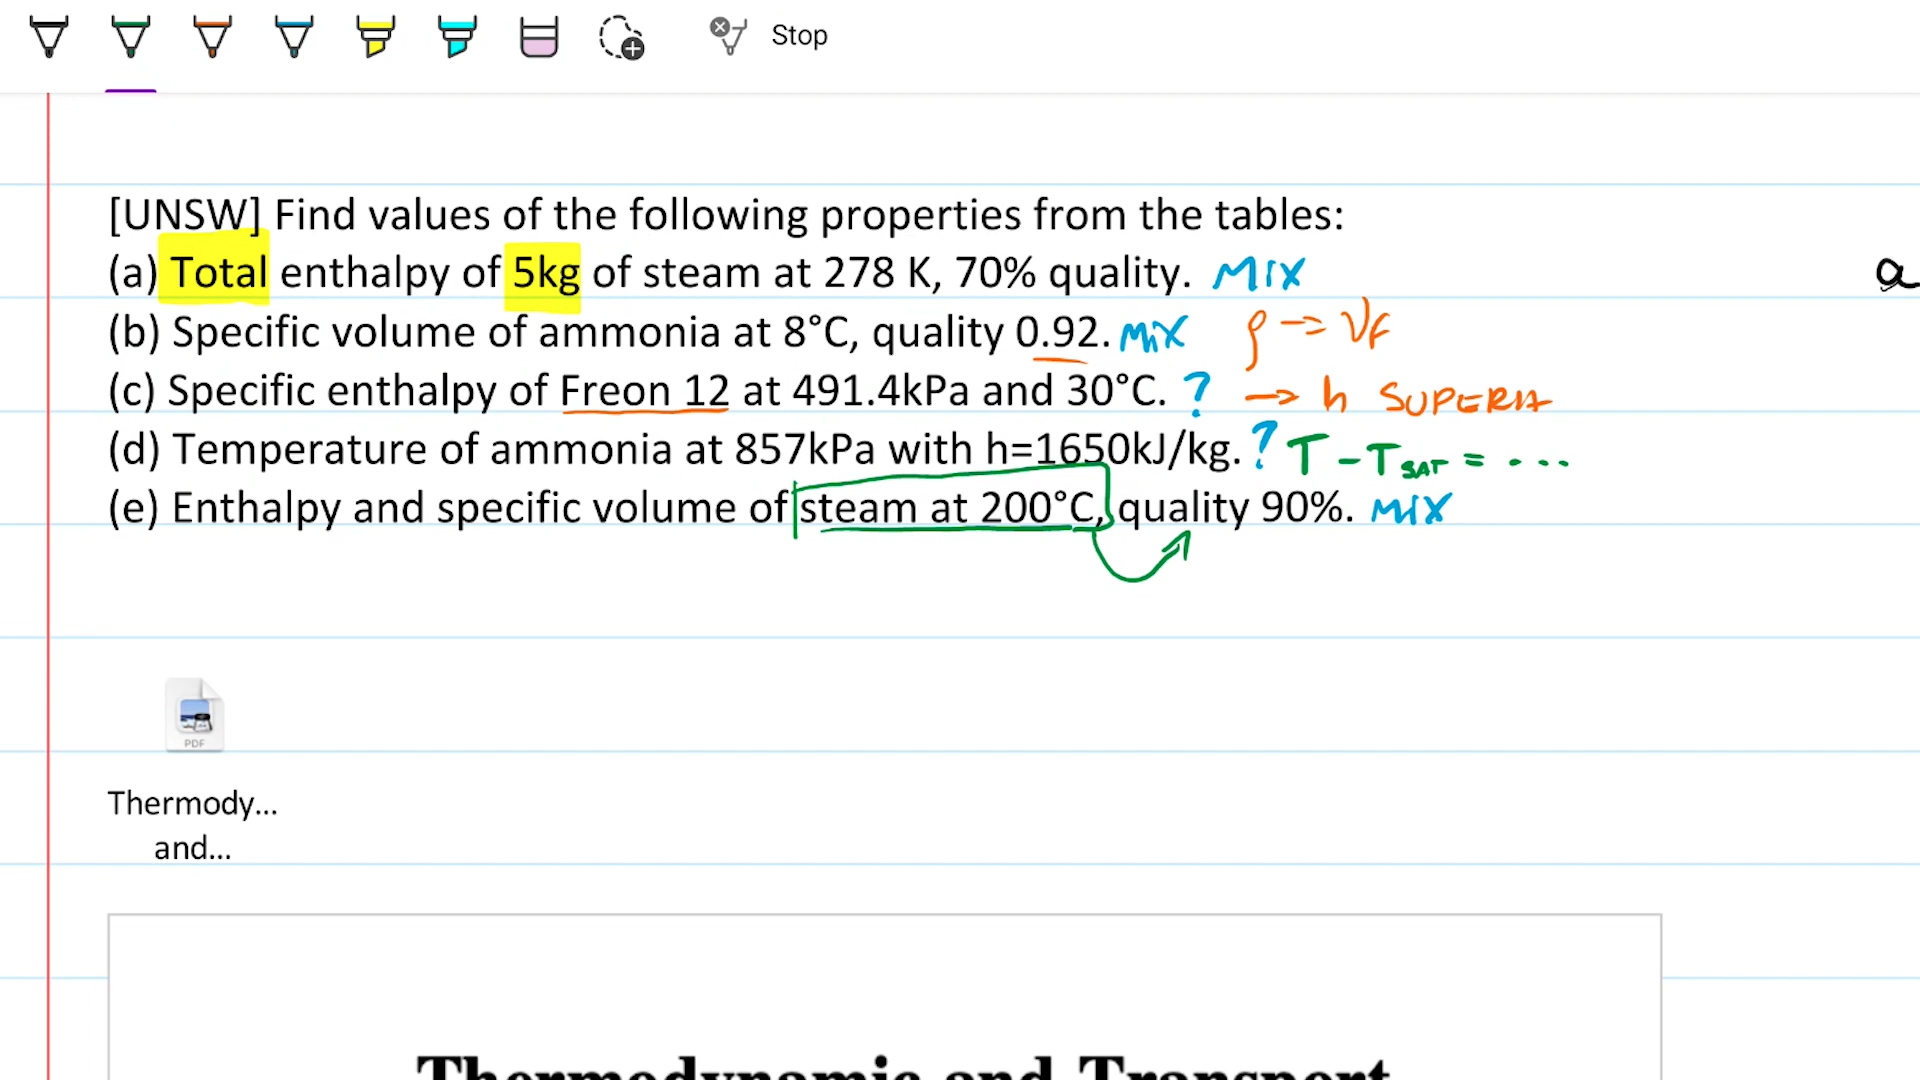 Stop
[UNSW] Find values of the following properties from the tables:
(a) Total enthalpy of 5kg of steam at 278 K, 70% quality. MIX
a
(b) Specific volume of ammonia at 8°C, quality 0.92. MiX ρ → νf
(c) Specific enthalpy of Freon 12 at 491.4kPa and 30°C. ? → h SUPERH
(d) Temperature of ammonia at 857kPa with h=1650kJ/kg. ? T - TSAT = ...
(e) Enthalpy and specific volume of steam at 200°C, quality 90%. MIX
PDF
Thermody...
and...
Thermodynamic and Transport